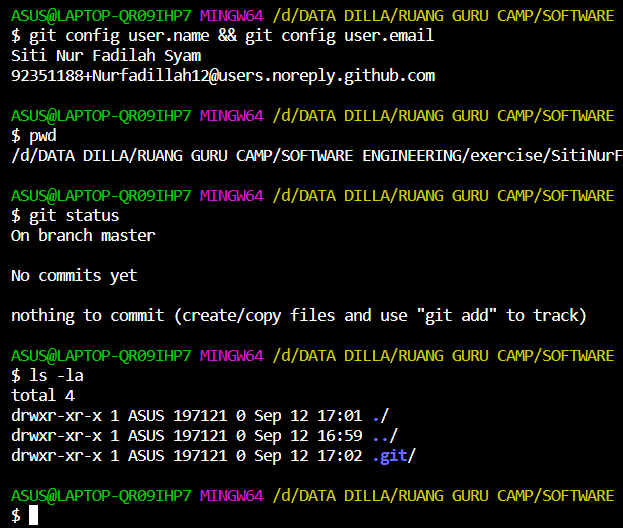 ASUS@LAPTOP-QR09IHP7 MINGW64 /d/DATA DILLA/RUANG GURU CAMP/SOFTWARE
$ git config user.name && git config user.email
Siti Nur Fadilah Syam
92351188+Nurfadillah12@users.noreply.github.com
ASUS@LAPTOP-QR09IHP7 MINGW64 /d/DATA DILLA/RUANG GURU CAMP/SOFTWARE
$ pwd
/d/DATA DILLA/RUANG GURU CAMP/SOFTWARE ENGINEERING/exercise/SitiNurF
ASUS@LAPTOP-QR09IHP7 MINGW64 /d/DATA DILLA/RUANG GURU CAMP/SOFTWARE
$ git status
On branch master
No commits yet
nothing to commit (create/copy files and use "git add" to track)
ASUS@LAPTOP-QR09IHP7 MINGW64 /d/DATA DILLA/RUANG GURU CAMP/SOFTWARE
$ ls -la
total 4
drwxr-xr-x 1 ASUS 197121 0 Sep 12 17:01 ./
drwxr-xr-x 1 ASUS 197121 0 Sep 12 16:59 ../
drwxr-xr-x 1 ASUS 197121 0 Sep 12 17:02 .git/
ASUS@LAPTOP-QR09IHP7 MINGW64 /d/DATA DILLA/RUANG GURU CAMP/SOFTWARE
$